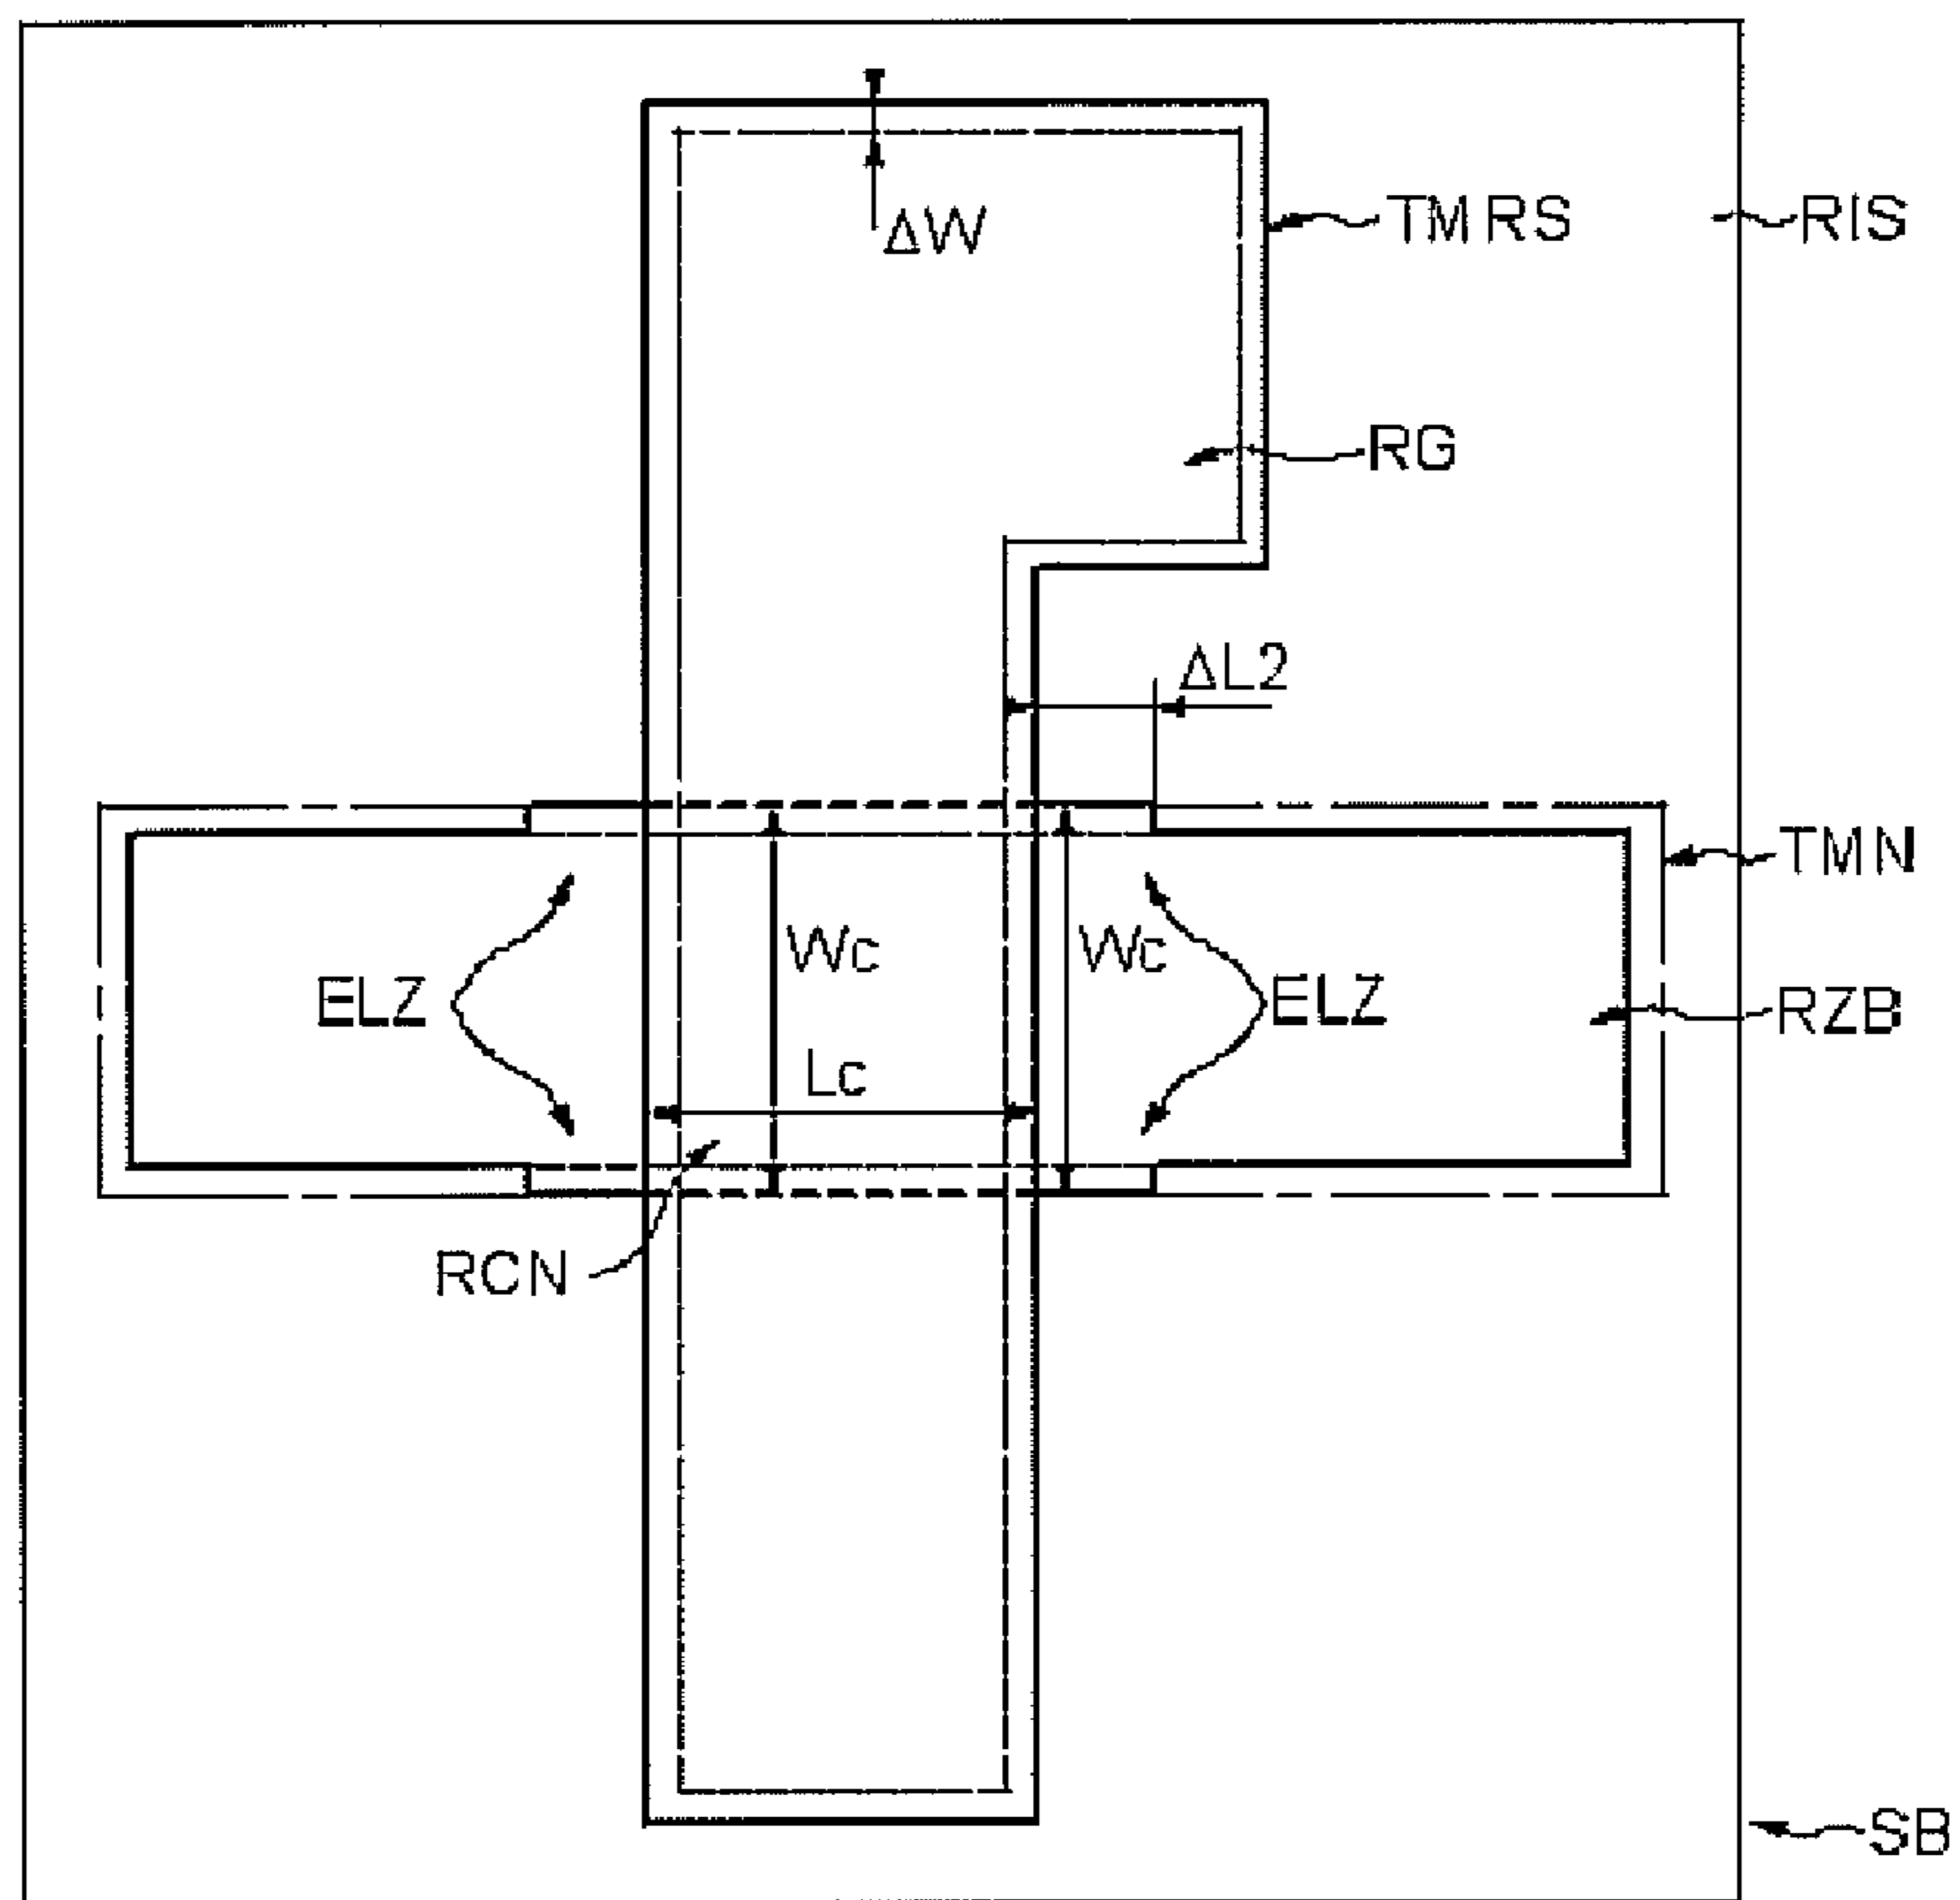 ΔW
TMRS
RIS
RG
ΔL2
TMN
Wc
Wc
ELZ
ELZ
RZB
Lc
RCN
SB